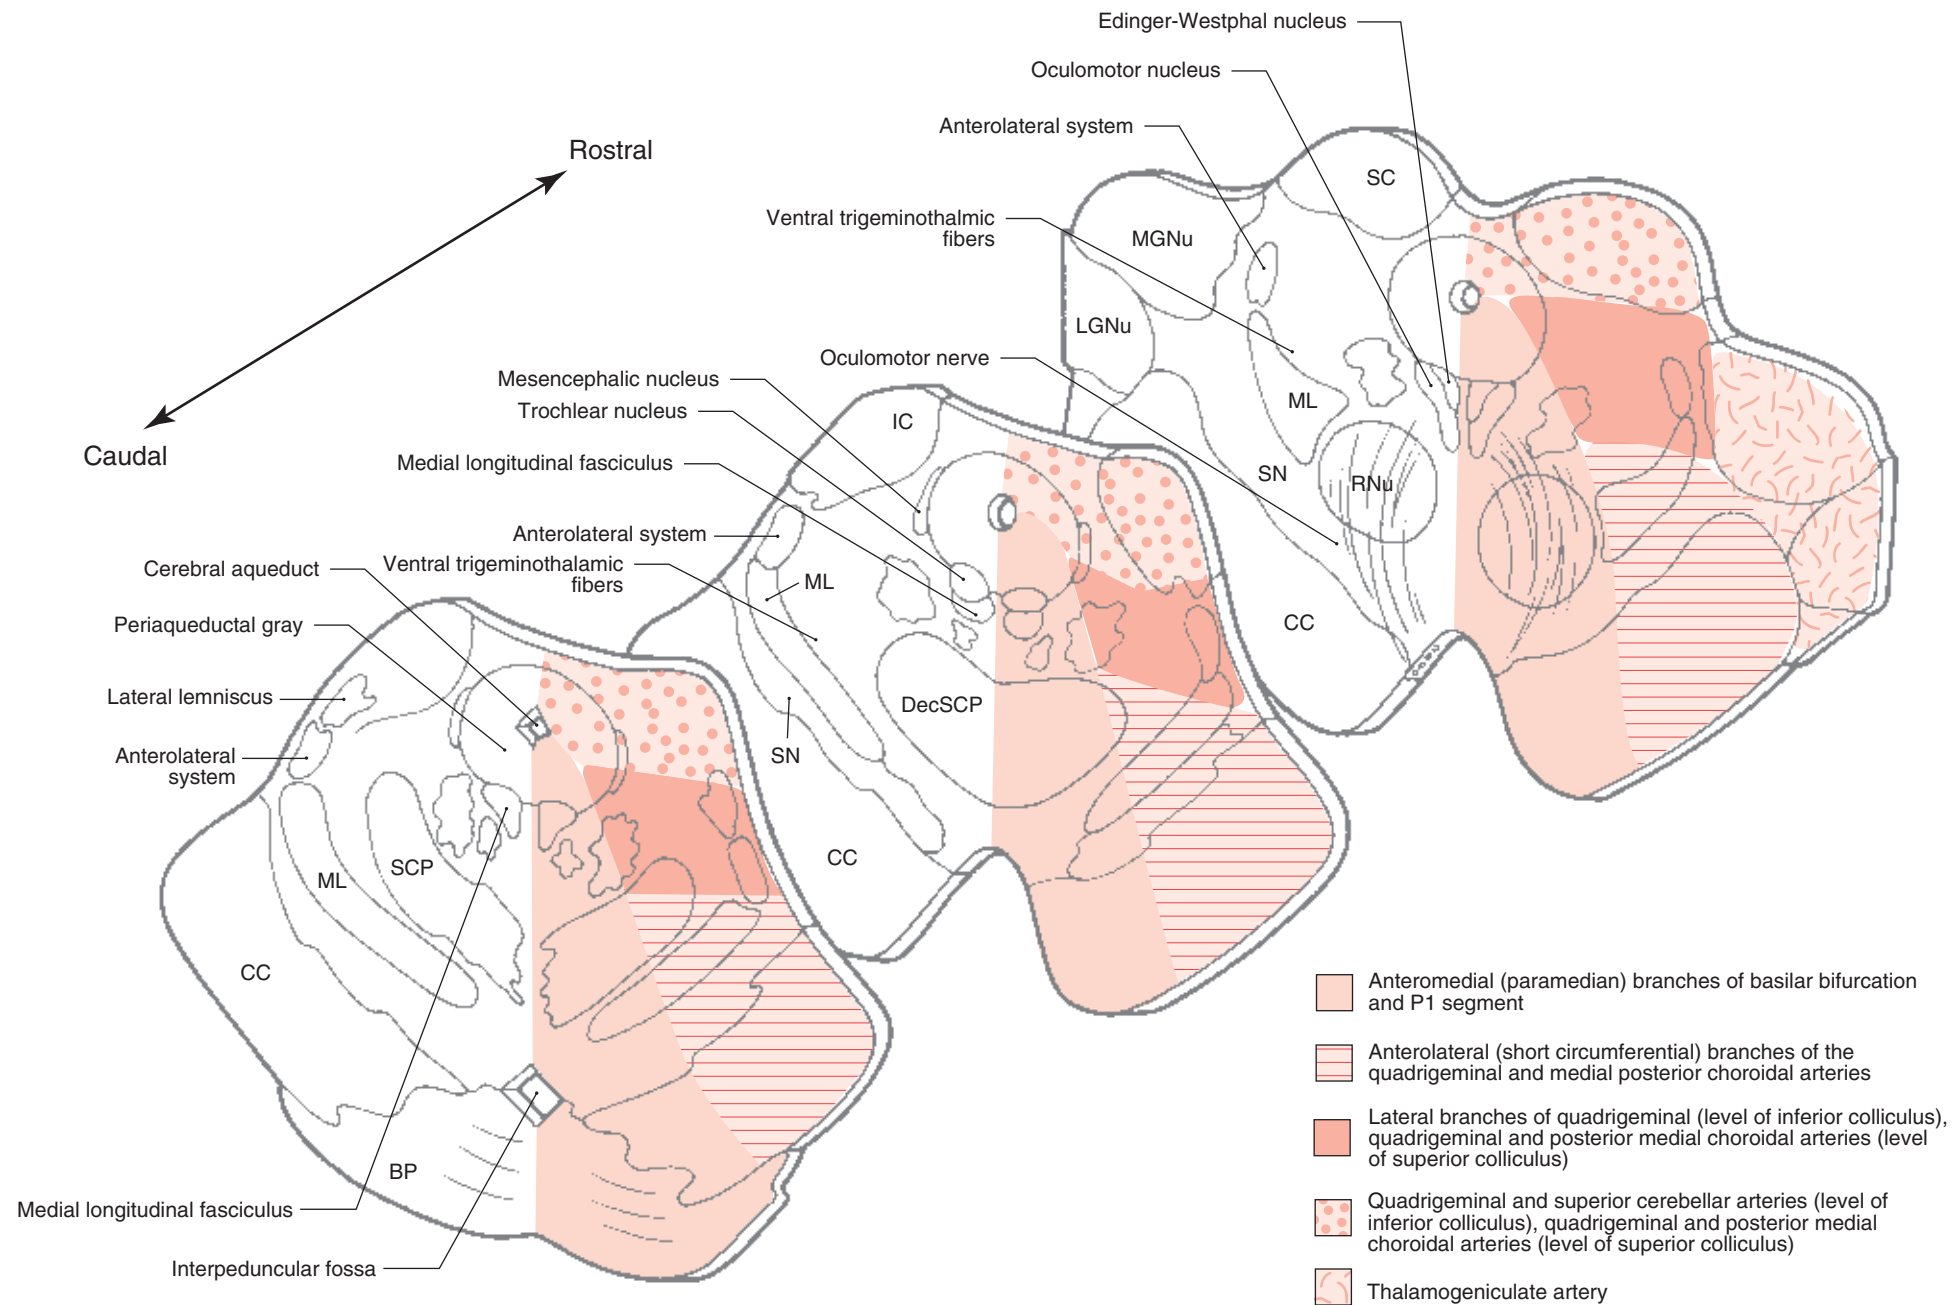 Edinger-Westphal nucleus
Oculomotor nucleus
Anterolateral system
Rostral
SC
Ventral trigeminothalmic
fibers
MGNu
LGNu
Oculomotor nerve
Mesencephalic nucleus
Trochlear nucleus
ML
IC
Caudal
Medial longitudinal fasciculus
SN
RNu
Anterolateral system
Cerebral aqueduct
Ventral trigeminothalamic
fibers
ML
Periaqueductal gray
CC
Lateral lemniscus
DecSCP
Anterolateral
system
SN
CC
SCP
ML
CC
BP
Medial longitudinal fasciculus
Interpeduncular fossa
Anteromedial (paramedian) branches of basilar bifurcation
and P1 segment
Anterolateral (short circumferential) branches of the
quadrigeminal and medial posterior choroidal arteries
Lateral branches of quadrigeminal (level of inferior colliculus),
quadrigeminal and posterior medial choroidal arteries (level
of superior colliculus)
Quadrigeminal and superior cerebellar arteries (level of
inferior colliculus), quadrigeminal and posterior medial
choroidal arteries (level of superior colliculus)
Thalamogeniculate artery